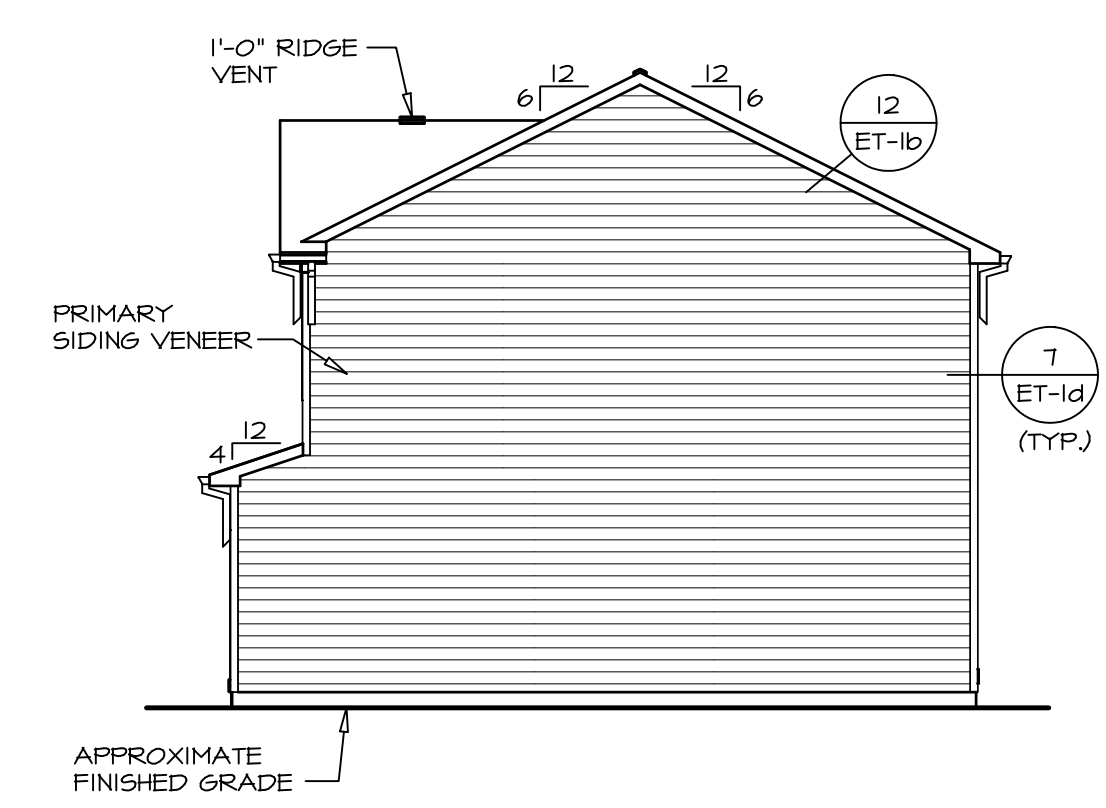 1'-0" RIDGE
VENT
12
6
12
6
12
ET-1b
PRIMARY
SIDING VENEER
7
ET-1d
(TYP.)
12
4
APPROXIMATE
FINISHED GRADE